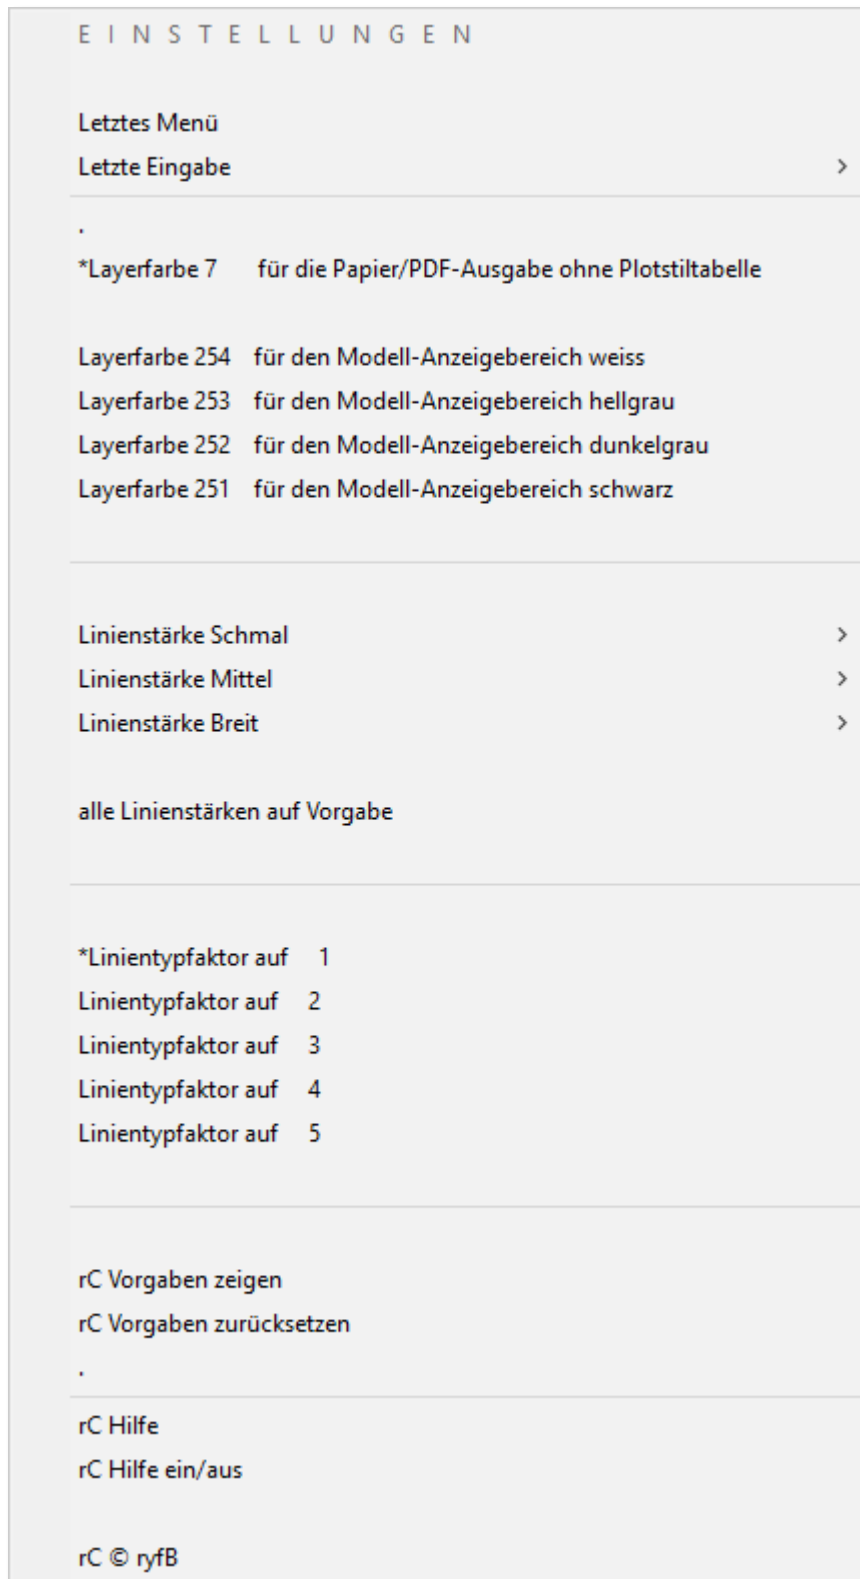 E I N S T E L L U N G E N
Letztes Menü
Letzte Eingabe >
.
*Layerfarbe 7 für die Papier/PDF-Ausgabe ohne Plotstiltabelle
Layerfarbe 254 für den Modell-Anzeigebereich weiss
Layerfarbe 253 für den Modell-Anzeigebereich hellgrau
Layerfarbe 252 für den Modell-Anzeigebereich dunkelgrau
Layerfarbe 251 für den Modell-Anzeigebereich schwarz
Linienstärke Schmal >
Linienstärke Mittel >
Linienstärke Breit >
alle Linienstärken auf Vorgabe
*Linientypfaktor auf 1
Linientypfaktor auf 2
Linientypfaktor auf 3
Linientypfaktor auf 4
Linientypfaktor auf 5
rC Vorgaben zeigen
rC Vorgaben zurücksetzen
.
rC Hilfe
rC Hilfe ein/aus
rC © ryfB